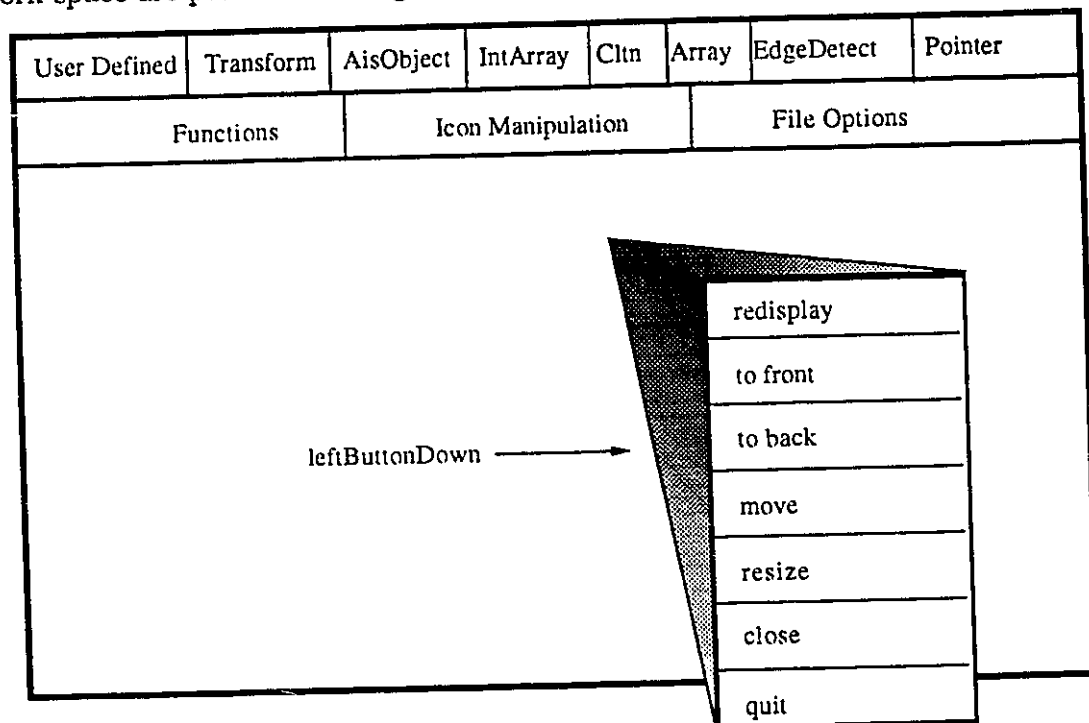 User Defined Transform AisObject IntArray Cltn Array EdgeDetect Pointer
Functions Icon Manipulation File Options
redisplay
to front
to back
leftButtonDown
move
resize
close
quit